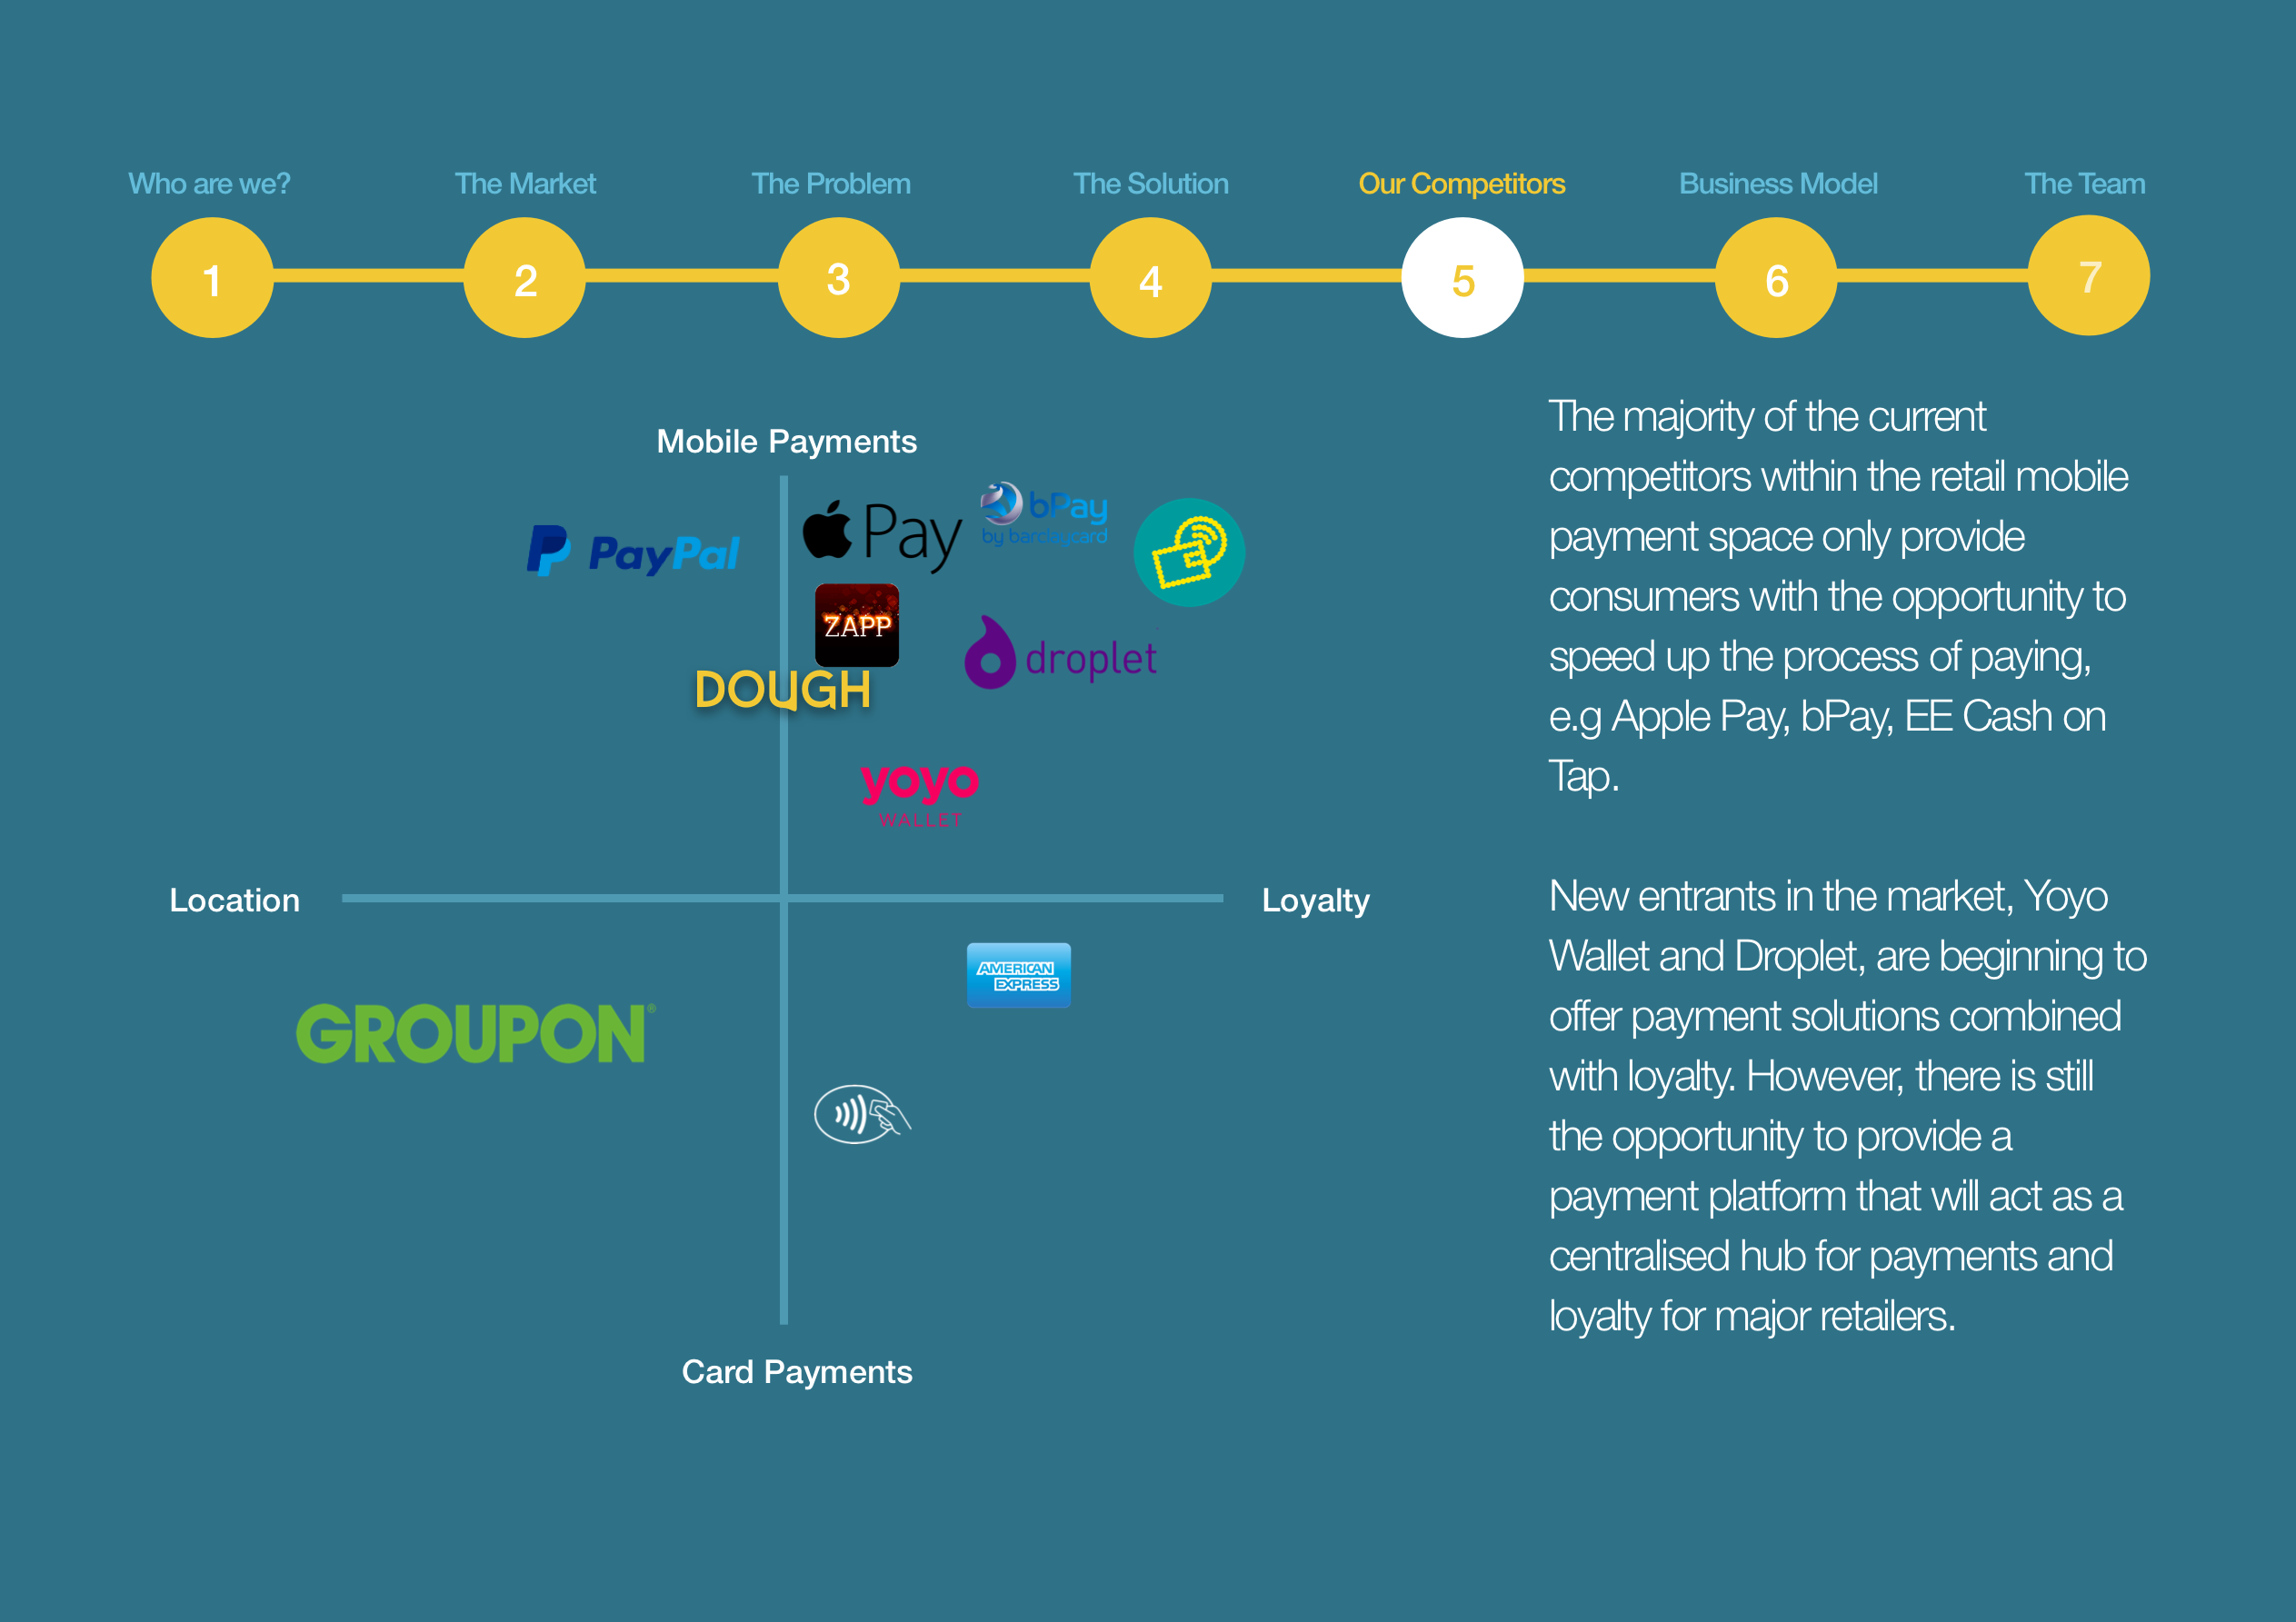 Who are we?
The Market
The Problem
The Solution
Our Competitors
Business Model
The Team
1
2
3
4
5
6
7
Mobile Payments
PayPal
Pay
bPay
by barclaycard
E
ZAPP
droplet
DOUGH
yoyo
WALLET
Location
Loyalty
AMERICAN
EXPRESS
GROUPON®
Card Payments
The majority of the current
competitors within the retail mobile
payment space only provide
consumers with the opportunity to
speed up the process of paying,
e.g Apple Pay, bPay, EE Cash on
Tap.
New entrants in the market, Yoyo
Wallet and Droplet, are beginning to
offer payment solutions combined
with loyalty. However, there is still
the opportunity to provide a
payment platform that will act as a
centralised hub for payments and
loyalty for major retailers.